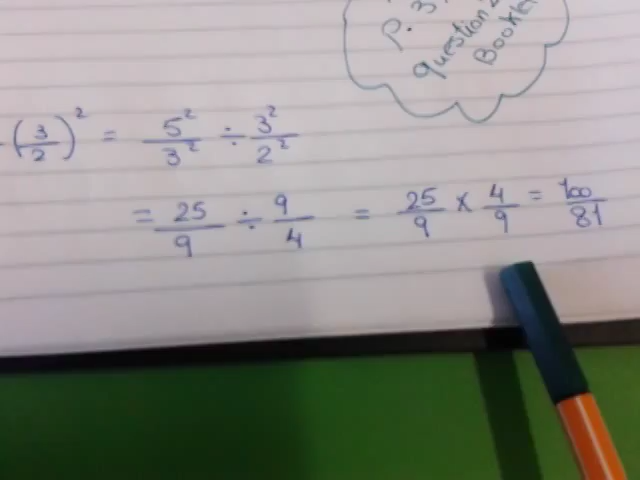 P. 3
question
Booklet
(3/2)² = 5²/3² ÷ 3²/2²
= 25/9 ÷ 9/4 = 25/9 × 4/9 = 100/81